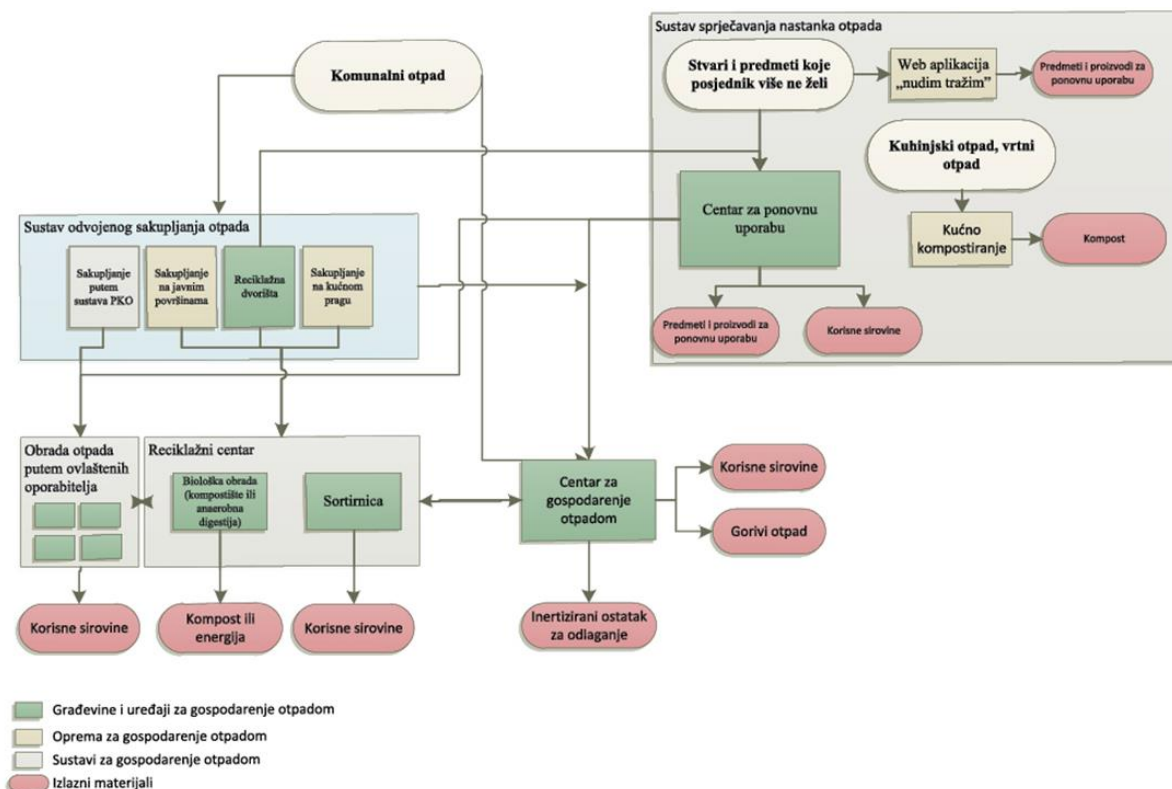 Sustav sprječavanja nastanka otpada
Komunalni otpad
Stvari i predmeti koje
posjednik više ne želi
Web aplikacija
„nudim tražim”
Predmeti i proizvodi za
ponovnu uporabu
Kuhinjski otpad, vrtni
otpad
Centar za ponovnu
uporabu
Kućno
kompostiranje
Kompost
Predmeti i proizvodi za
ponovnu uporabu
Korisne sirovine
Sustav odvojenog sakupljanja otpada
Sakupljanje
putem
sustava PKO
Sakupljanje
na javnim
površinama
Reciklažna
dvorišta
Sakupljanje
na kućnom
pragu
Obrada otpada
putem ovlaštenih
oporabitelja
Reciklažni centar
Biološka obrada
(kompostište ili
anaerobna
digestija)
Sortirnica
Centar za
gospodarenje
otpadom
Korisne sirovine
Gorivi otpad
Korisne sirovine
Kompost ili
energija
Korisne sirovine
Inertizirani ostatak
za odlaganje
Građevine i uređaji za gospodarenje otpadom
Oprema za gospodarenje otpadom
Sustavi za gospodarenje otpadom
Izlazni materijali